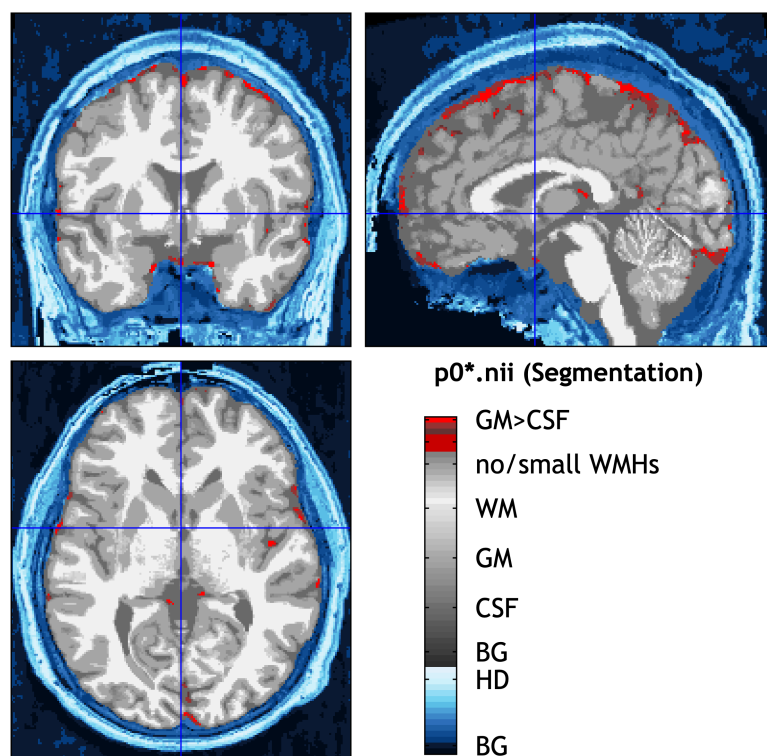 p0*.nii (Segmentation)
GM>CSF
no/small WMHs
WM
GM
CSF
BG
HD
BG